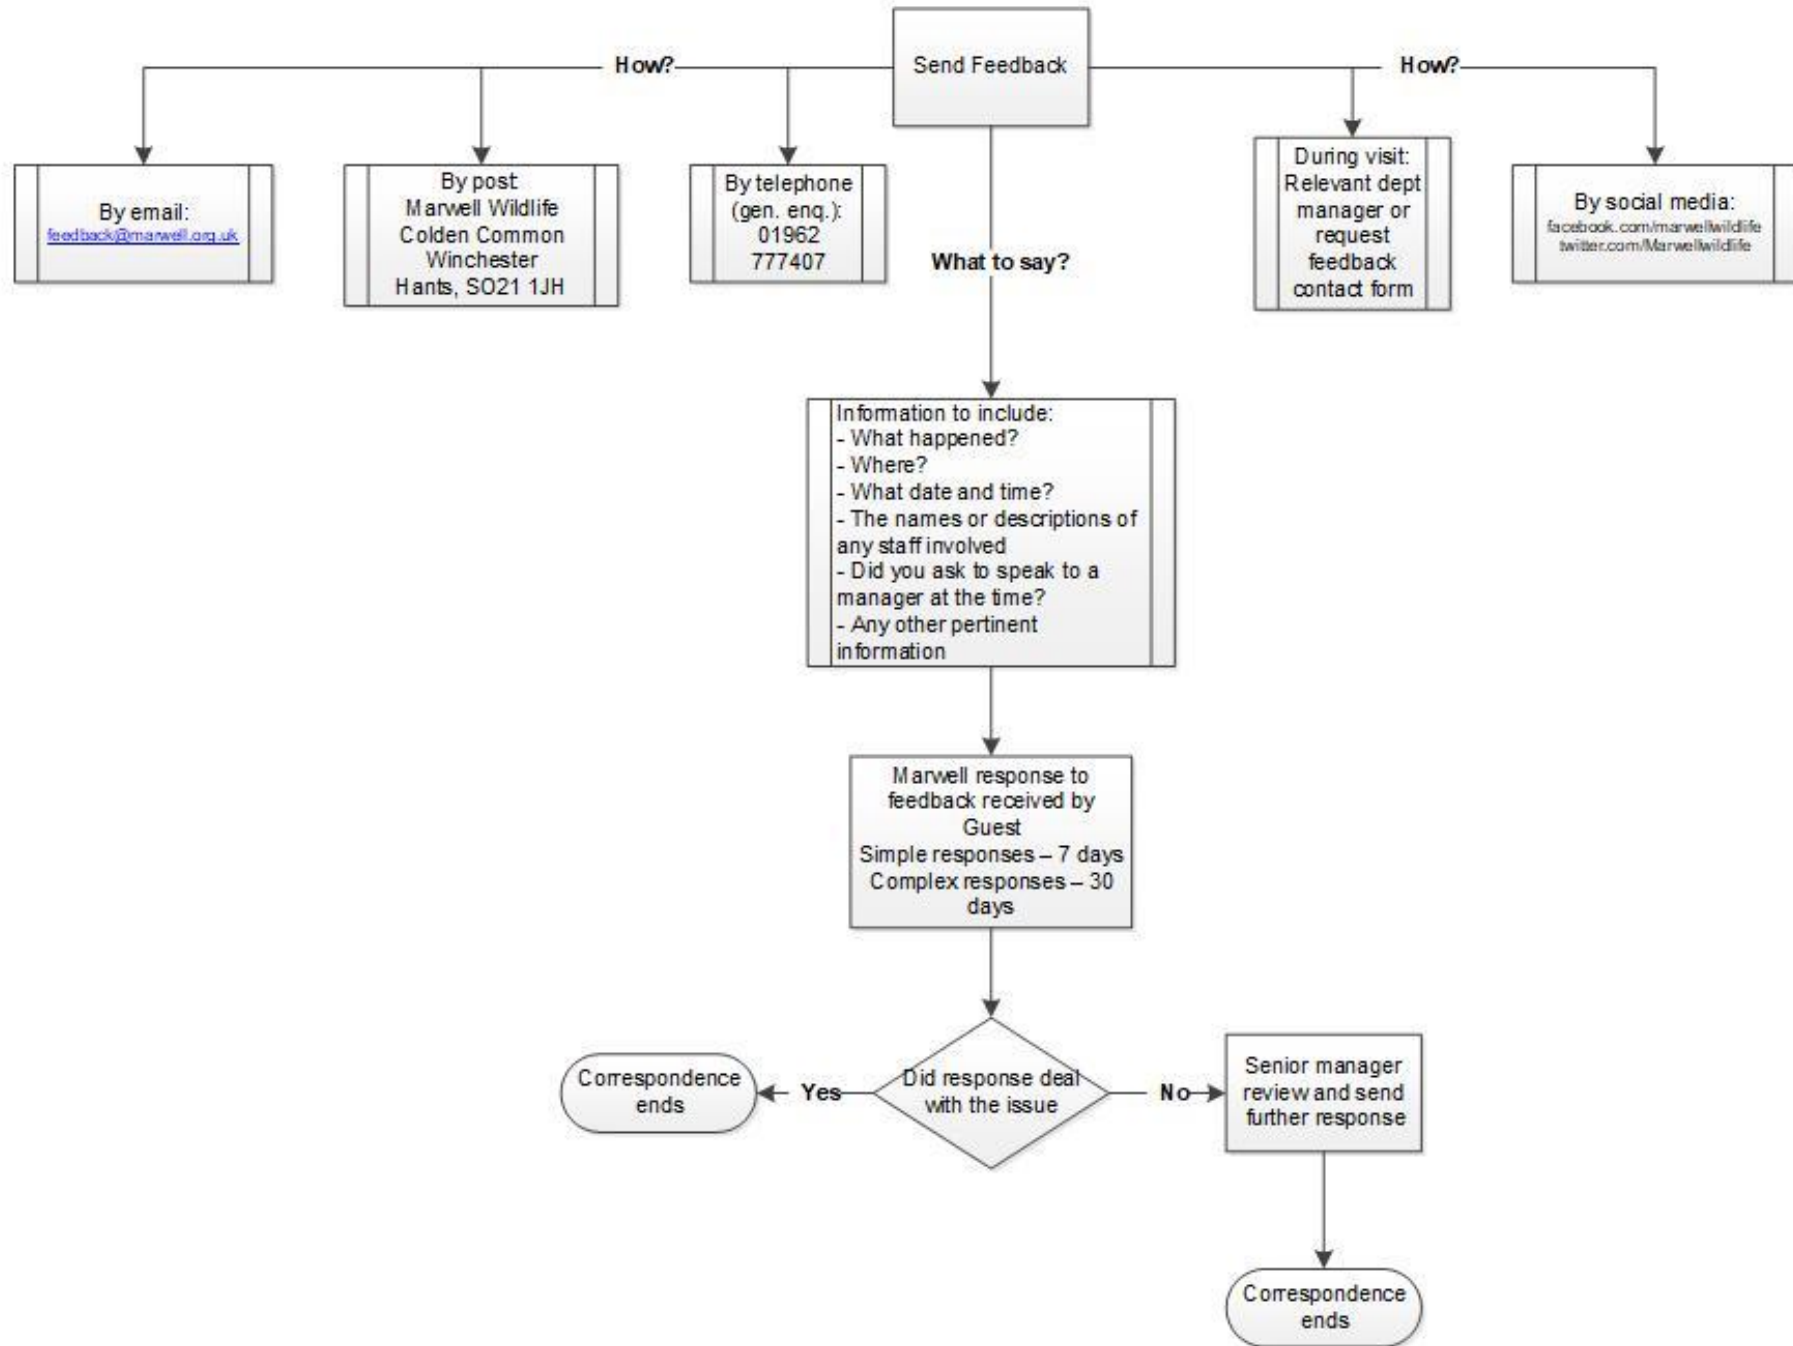 Send Feedback
How?
How?
By email:
feedback@marwell.org.uk
By post:
Marwell Wildlife
Colden Common
Winchester
Hants, SO21 1JH
By telephone
(gen. enq.):
01962
777407
During visit:
Relevant dept
manager or
request
feedback
contact form
By social media:
facebook.com/marwellwildlife
twitter.com/Marwellwildlife
What to say?
Information to include:
- What happened?
- Where?
- What date and time?
- The names or descriptions of
any staff involved
- Did you ask to speak to a
manager at the time?
- Any other pertinent
information
Marwell response to
feedback received by
Guest
Simple responses – 7 days
Complex responses – 30
days
Did response deal
with the issue
Yes
Correspondence
ends
No
Senior manager
review and send
further response
Correspondence
ends